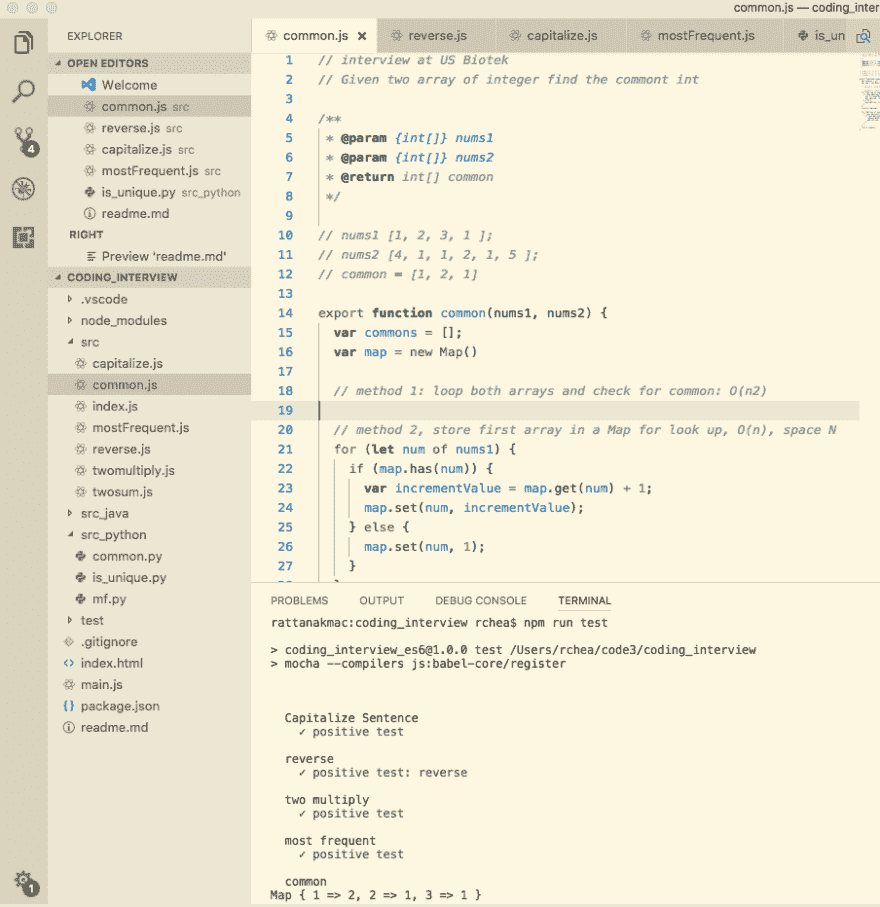 common.js — coding_inter
EXPLORER
OPEN EDITORS
Welcome
common.js src
reverse.js src
capitalize.js src
mostFrequent.js src
is_unique.py src_python
readme.md
RIGHT
Preview 'readme.md'
CODING_INTERVIEW
.vscode
node_modules
src
capitalize.js
common.js
index.js
mostFrequent.js
reverse.js
twomultiply.js
twosum.js
src_java
src_python
common.py
is_unique.py
mf.py
test
.gitignore
index.html
main.js
package.json
readme.md
4
1
common.js reverse.js capitalize.js mostFrequent.js is_un
1 // interview at US Biotek
2 // Given two array of integer find the commont int
3
4 /**
5 * @param {int[]} nums1
6 * @param {int[]} nums2
7 * @return int[] common
8 */
9
10 // nums1 [1, 2, 3, 1 ];
11 // nums2 [4, 1, 1, 2, 1, 5 ];
12 // common = [1, 2, 1]
13
14 export function common(nums1, nums2) {
15 var commons = [];
16 var map = new Map()
17
18 // method 1: loop both arrays and check for common: O(n2)
19
20 // method 2, store first array in a Map for look up, O(n), space N
21 for (let num of nums1) {
22 if (map.has(num)) {
23 var incrementValue = map.get(num) + 1;
24 map.set(num, incrementValue);
25 } else {
26 map.set(num, 1);
27 }
PROBLEMS OUTPUT DEBUG CONSOLE TERMINAL
rattanakmac:coding_interview rchea$ npm run test
> coding_interview_es6@1.0.0 test /Users/rchea/code3/coding_interview
> mocha --compilers js:babel-core/register
Capitalize Sentence
✓ positive test
reverse
✓ positive test: reverse
two multiply
✓ positive test
most frequent
✓ positive test
common
Map { 1 => 2, 2 => 1, 3 => 1 }